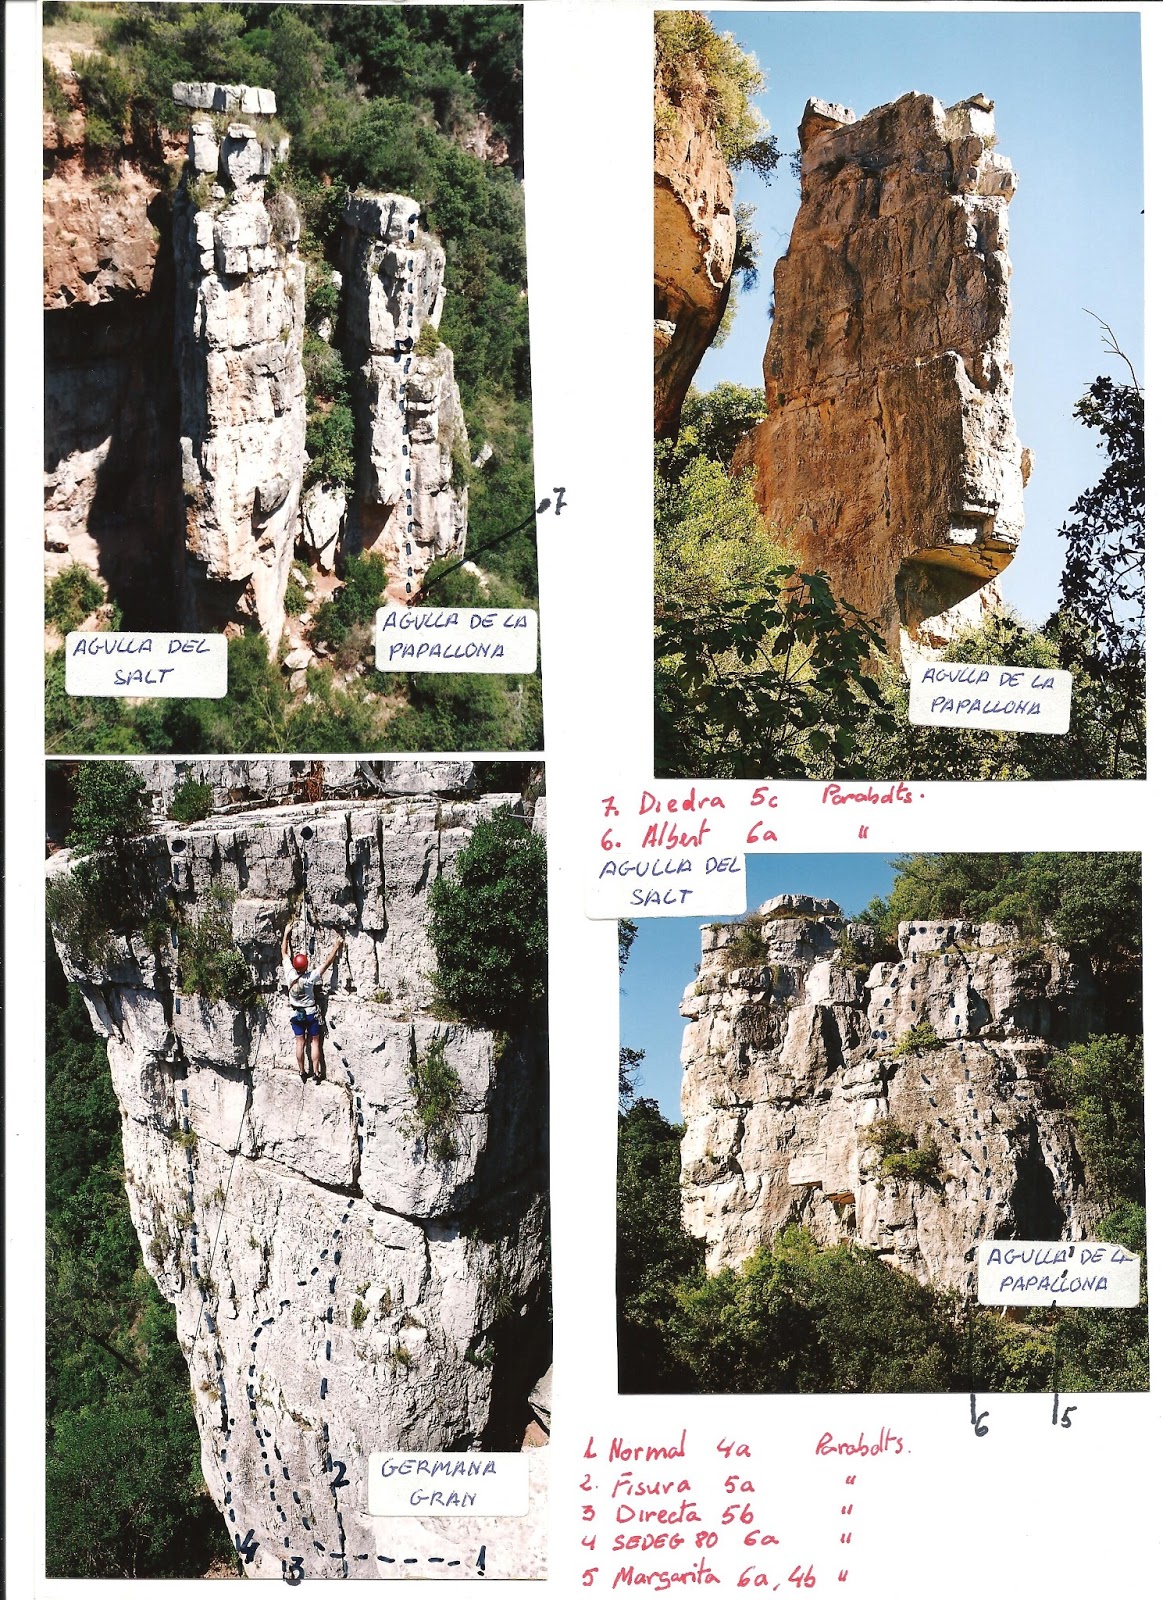 7
AGULLA DEL
SALT
AGULLA DE LA
PAPALLONA
AGULLA DE LA
PAPALLONA
7. Diedra 5c Parabolts.
6. Albert 6a "
AGULLA DEL
SALT
AGULLA DE LA
PAPALLONA
6 5
GERMANA
GRAN
2
4 3 1
1 Normal 4a Parabolts.
2. Fisura 5a "
3 Directa 5b "
4 SEDEG 80 6a "
5 Margarita 6a, 4b "